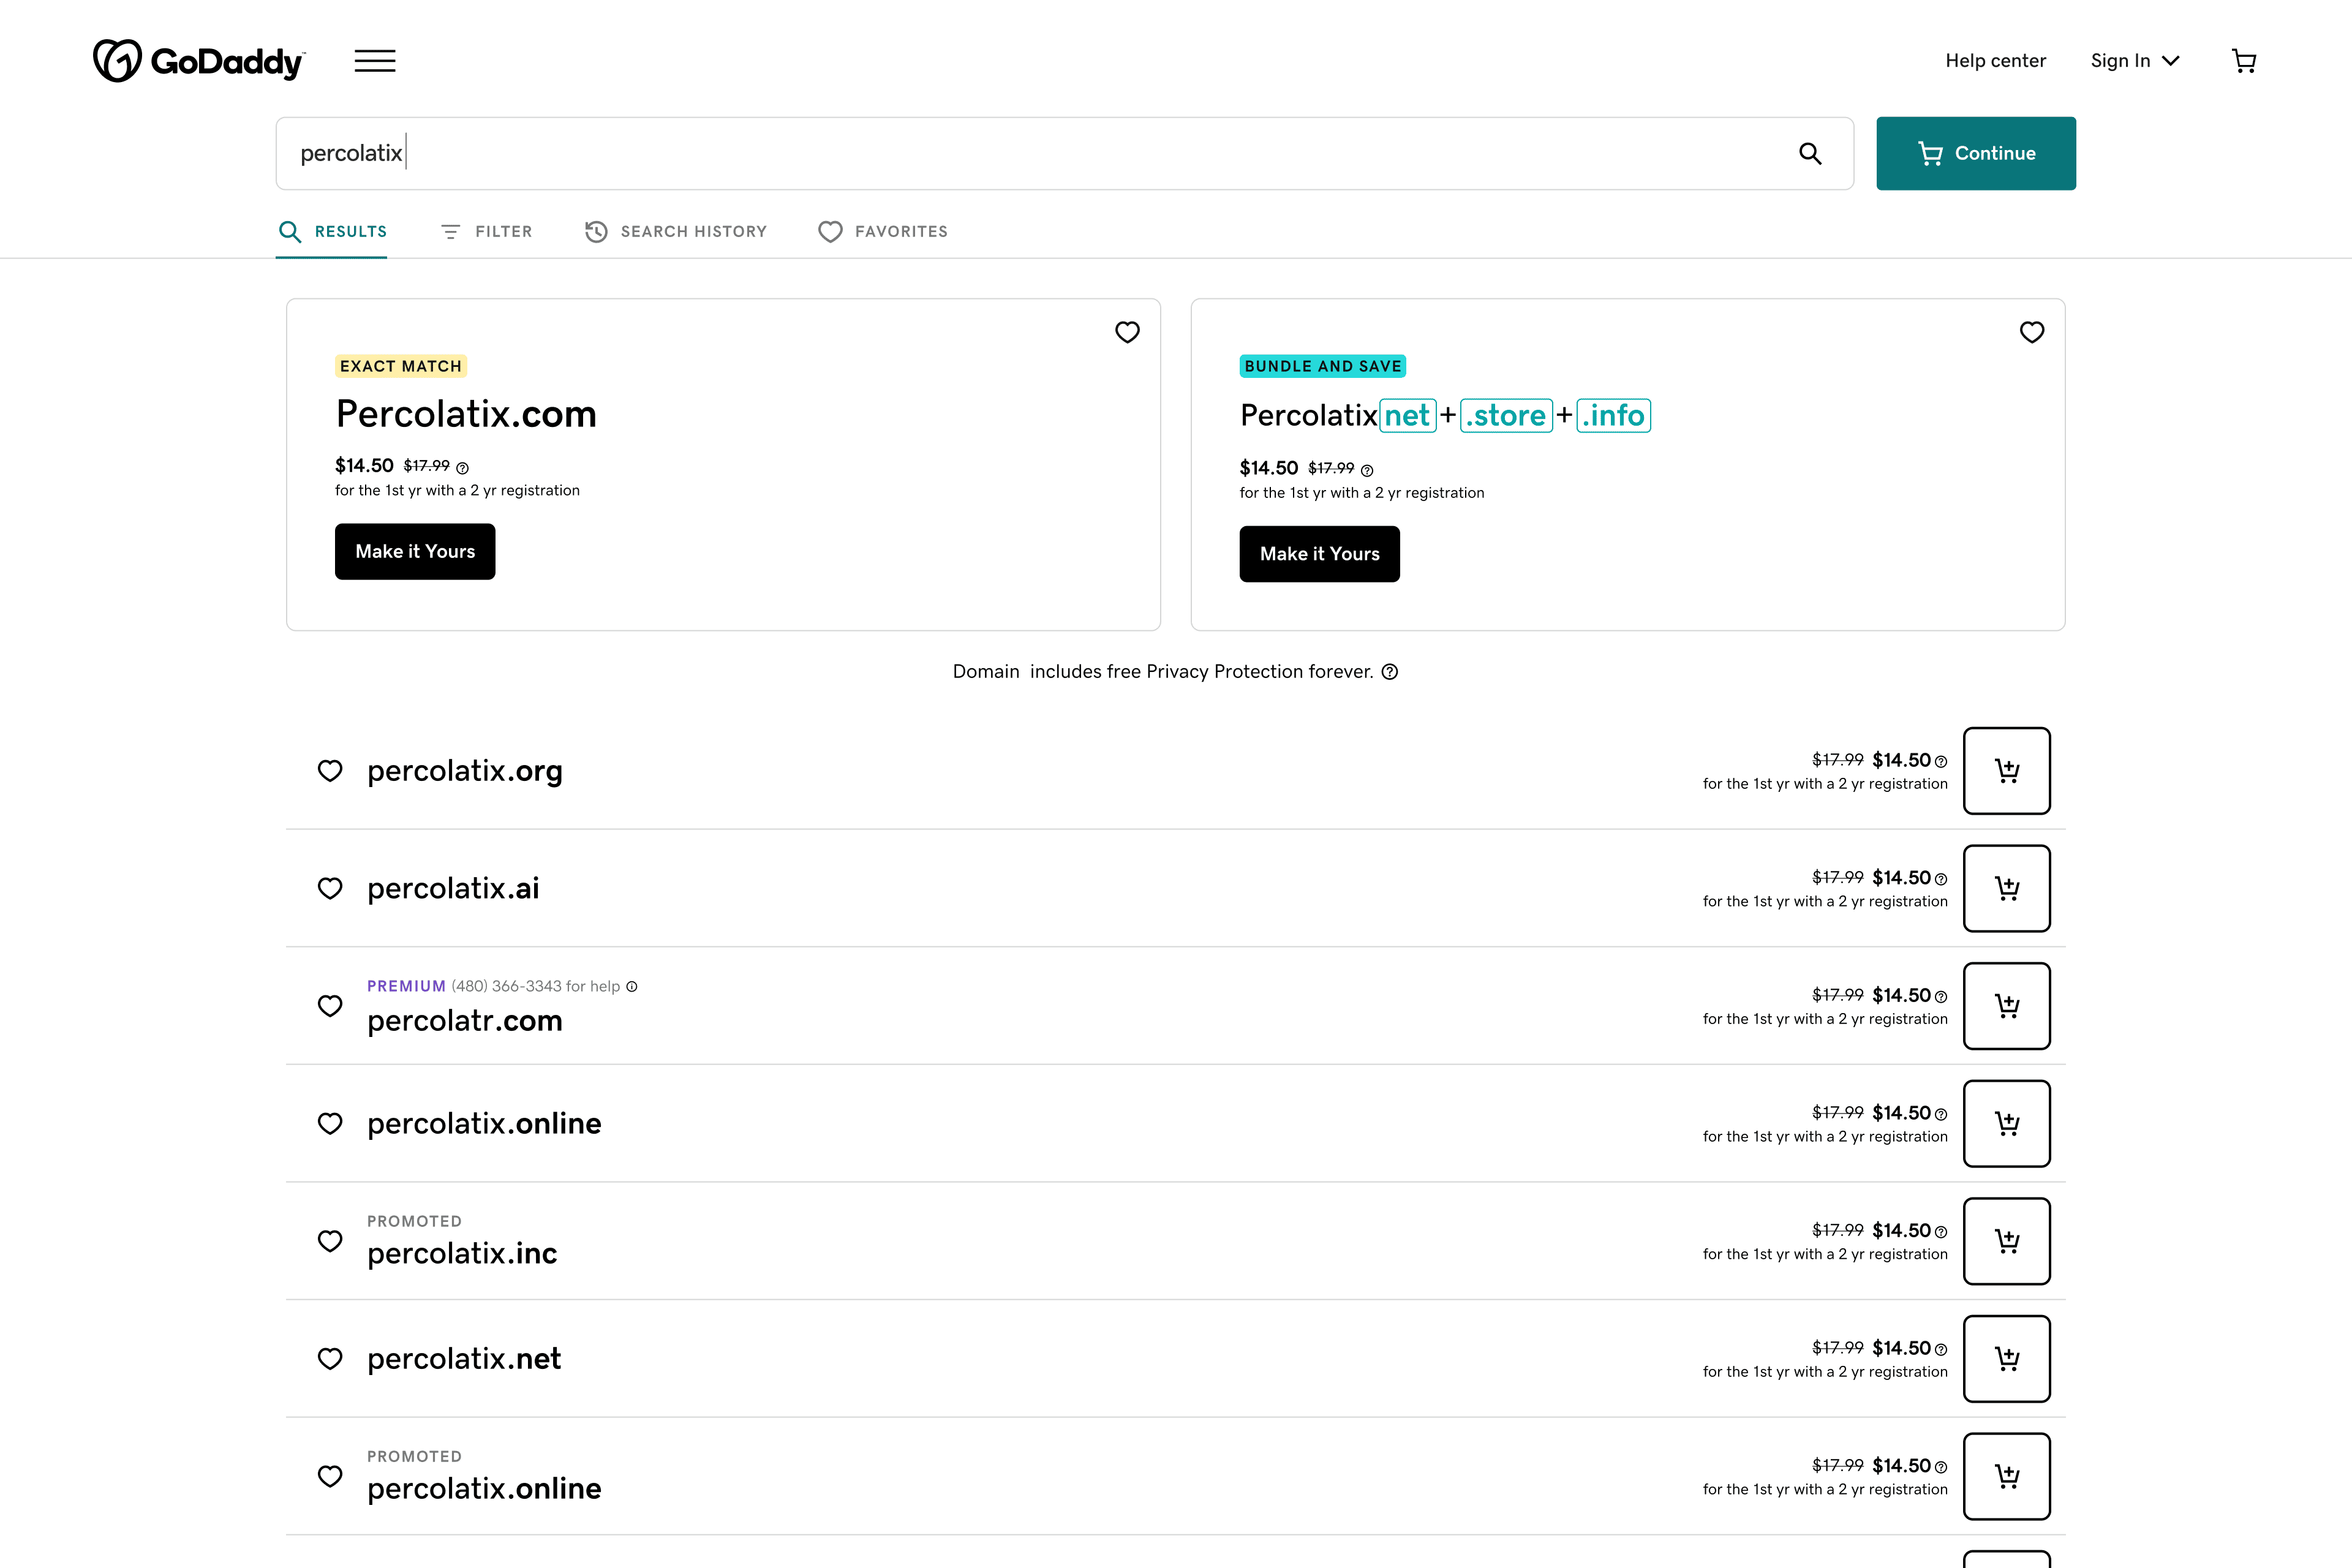 GoDaddy™
Help center Sign In
percolatix
Continue
RESULTS FILTER SEARCH HISTORY FAVORITES
EXACT MATCH
Percolatix.com
$14.50 $17.99
for the 1st yr with a 2 yr registration
Make it Yours
BUNDLE AND SAVE
Percolatix net + .store + .info
$14.50 $17.99
for the 1st yr with a 2 yr registration
Make it Yours
Domain includes free Privacy Protection forever.
percolatix.org
$17.99 $14.50
for the 1st yr with a 2 yr registration
percolatix.ai
$17.99 $14.50
for the 1st yr with a 2 yr registration
PREMIUM (480) 366-3343 for help
percolatr.com
$17.99 $14.50
for the 1st yr with a 2 yr registration
percolatix.online
$17.99 $14.50
for the 1st yr with a 2 yr registration
PROMOTED
percolatix.inc
$17.99 $14.50
for the 1st yr with a 2 yr registration
percolatix.net
$17.99 $14.50
for the 1st yr with a 2 yr registration
PROMOTED
percolatix.online
$17.99 $14.50
for the 1st yr with a 2 yr registration